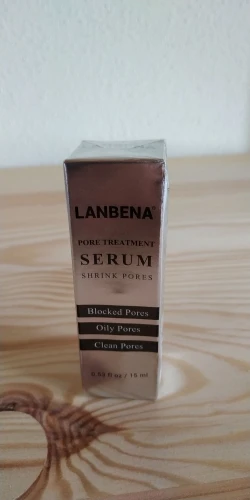 LANBENA
PORE TREATMENT
SERUM
SHRINK PORES
Blocked Pores
Oily Pores
Clean Pores
0.53 fl oz / 15 ml